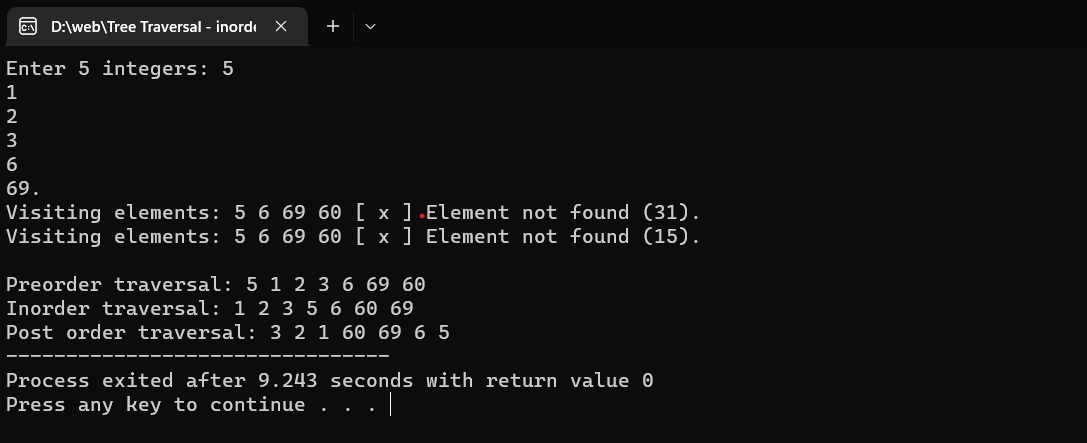 D:\web\Tree Traversal - inorde
Enter 5 integers: 5
1
2
3
6
69.
Visiting elements: 5 6 69 60 [ x ] Element not found (31).
Visiting elements: 5 6 69 60 [ x ] Element not found (15).
Preorder traversal: 5 1 2 3 6 69 60
Inorder traversal: 1 2 3 5 6 60 69
Post order traversal: 3 2 1 60 69 6 5
--------------------------------
Process exited after 9.243 seconds with return value 0
Press any key to continue . . .